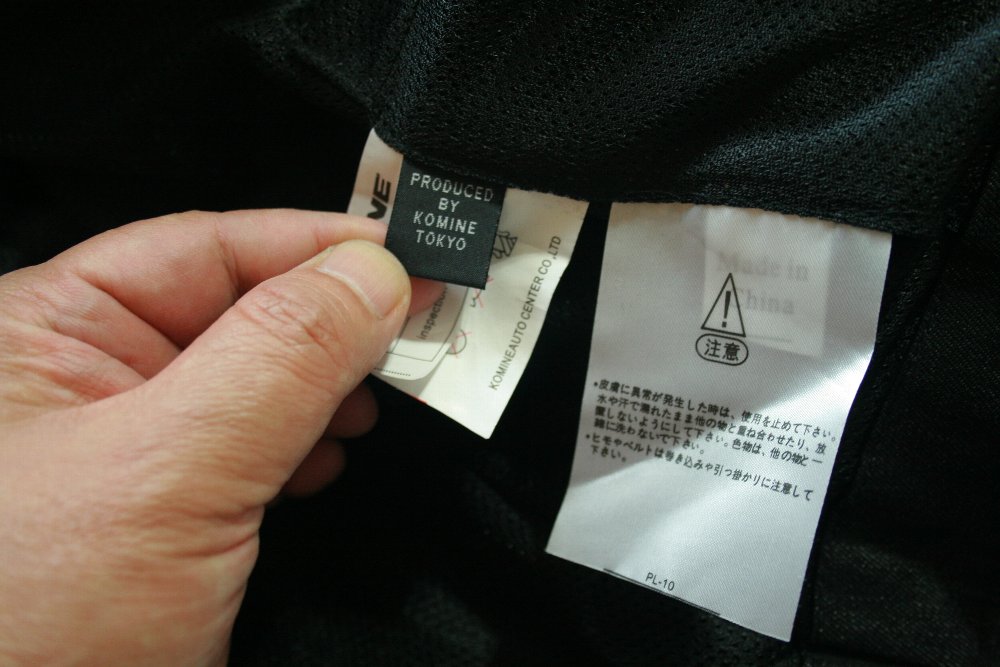 PRODUCED
BY
KOMINE
TOKYO
NE
inspection
KOMINEAUTO CENTER CO.,LTD
Made in
China
注意
•皮膚に異常が発生した時は、使用を止めて下さい。
水や汗で濡れたまま他の物と重ね合わせたり、放
置しないようにして下さい。色物は、他の物と一
緒に洗わないで下さい。
•ヒモやベルトは巻き込みや引っ掛かりに注意して
下さい。
PL-10